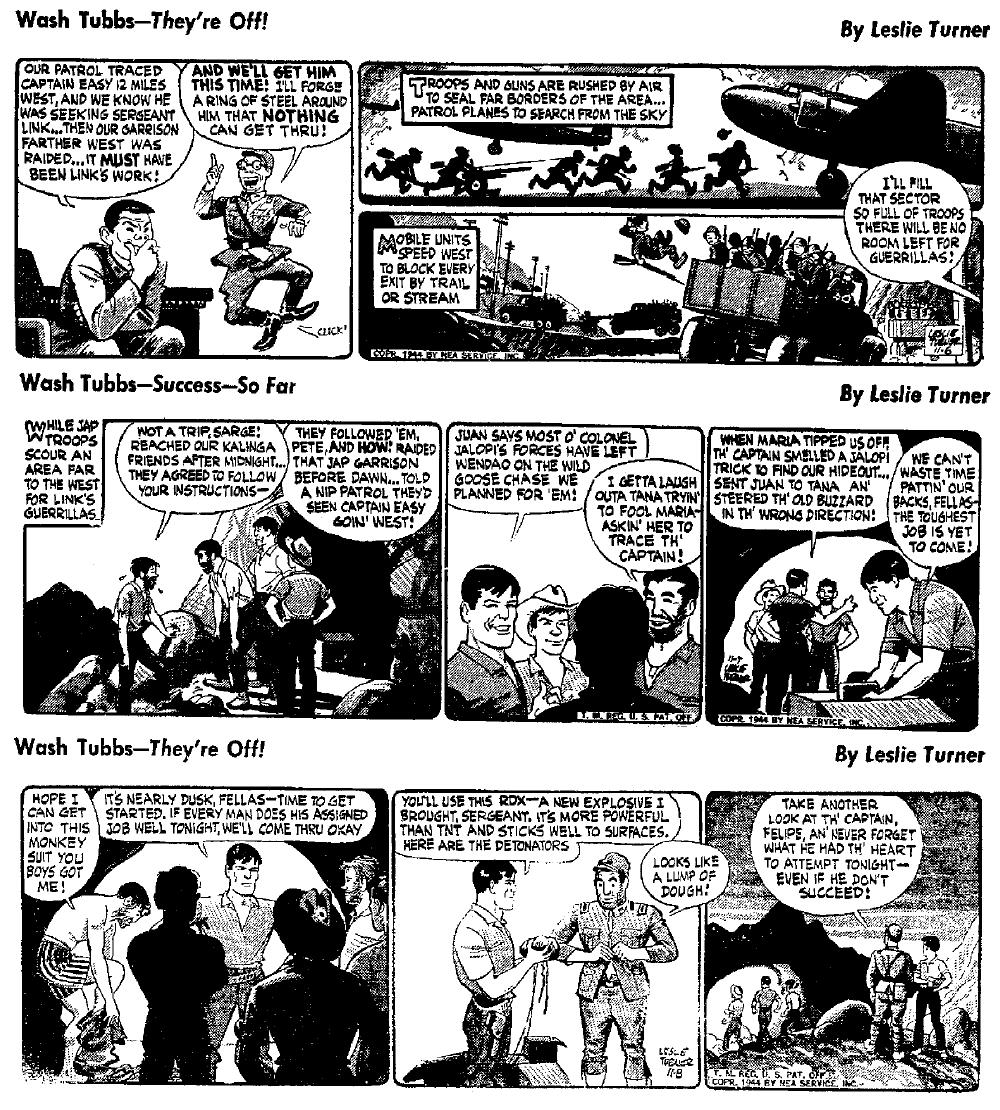 Wash Tubbs—They're Off!
By Leslie Turner
OUR PATROL TRACED
CAPTAIN EASY 12 MILES
WEST, AND WE KNOW HE
WAS SEEKING SERGEANT
LINK...THEN OUR GARRISON
FARTHER WEST WAS
RAIDED...IT MUST HAVE
BEEN LINK'S WORK!
AND WE'LL GET HIM
THIS TIME! I'LL FORGE
A RING OF STEEL AROUND
HIM THAT NOTHING
CAN GET THRU!
CLICK!
TROOPS AND GUNS ARE RUSHED BY AIR
TO SEAL FAR BORDERS OF THE AREA...
PATROL PLANES TO SEARCH FROM THE SKY
MOBILE UNITS
SPEED WEST
TO BLOCK EVERY
EXIT BY TRAIL
OR STREAM
I'LL FILL
THAT SECTOR
SO FULL OF TROOPS
THERE WILL BE NO
ROOM LEFT FOR
GUERRILLAS!
LESLIE
TURNER
11-6
COPR. 1944 BY NEA SERVICE, INC.
Wash Tubbs—Success—So Far
By Leslie Turner
WHILE JAP
TROOPS
SCOUR AN
AREA FAR
TO THE WEST
FOR LINK'S
GUERRILLAS
WOT A TRIP, SARGE!
REACHED OUR KALINGA
FRIENDS AFTER MIDNIGHT...
THEY AGREED TO FOLLOW
YOUR INSTRUCTIONS—
THEY FOLLOWED 'EM,
PETE, AND HOW! RAIDED
THAT JAP GARRISON
BEFORE DAWN...TOLD
A NIP PATROL THEY'D
SEEN CAPTAIN EASY
GOIN' WEST!
JUAN SAYS MOST O' COLONEL
JALOPI'S FORCES HAVE LEFT
WENDAO ON THE WILD
GOOSE CHASE WE
PLANNED FOR 'EM!
I GETTA LAUGH
OUTA TANA TRYIN'
TO FOOL MARIA—
ASKIN' HER TO
TRACE TH'
CAPTAIN!
T. M. REG. U. S. PAT. OFF.
WHEN MARIA TIPPED US OFF,
TH' CAPTAIN SMELLED A JALOPI
TRICK TO FIND OUR HIDEOUT...
SENT JUAN TO TANA AN'
STEERED TH' OLD BUZZARD
IN TH' WRONG DIRECTION!
WE CAN'T
WASTE TIME
PATTIN' OUR
BACKS, FELLAS—
THE TOUGHEST
JOB IS YET
TO COME!
11-7
LESLIE
TURNER
COPR. 1944 BY NEA SERVICE, INC.
Wash Tubbs—They're Off!
By Leslie Turner
HOPE I
CAN GET
INTO THIS
MONKEY
SUIT YOU
BOYS GOT
ME!
IT'S NEARLY DUSK, FELLAS—TIME TO GET
STARTED. IF EVERY MAN DOES HIS ASSIGNED
JOB WELL TONIGHT, WE'LL COME THRU OKAY
YOU'LL USE THIS RDX—A NEW EXPLOSIVE I
BROUGHT, SERGEANT. IT'S MORE POWERFUL
THAN TNT AND STICKS WELL TO SURFACES.
HERE ARE THE DETONATORS
LOOKS LIKE
A LUMP OF
DOUGH!
LESLIE
TURNER
11-8
TAKE ANOTHER
LOOK AT TH' CAPTAIN,
FELIPE, AN' NEVER FORGET
WHAT HE HAD TH' HEART
TO ATTEMPT TONIGHT—
EVEN IF HE DON'T
SUCCEED!
T. M. REG. U. S. PAT. OFF.
COPR. 1944 BY NEA SERVICE, INC.